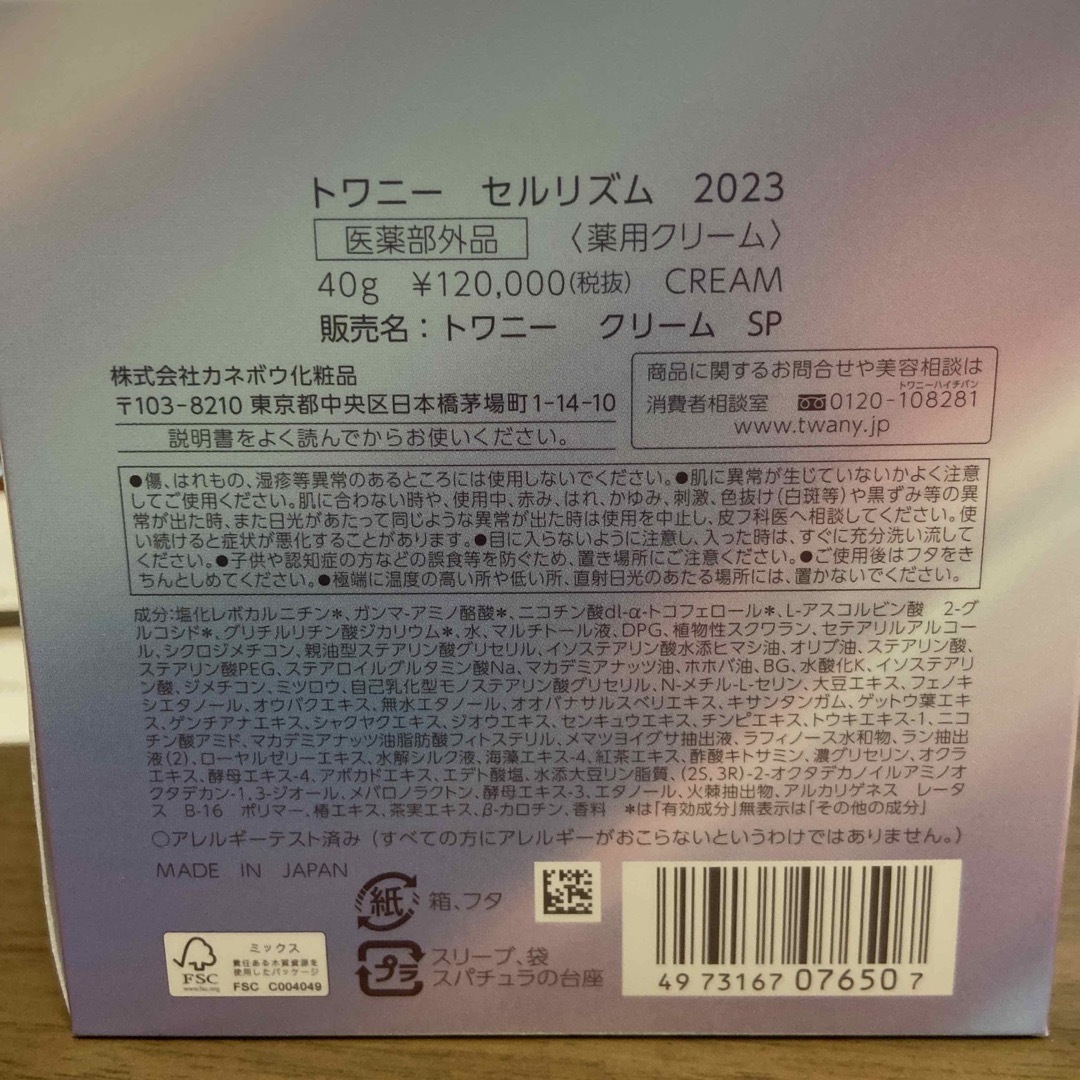 トワニー　セルリズム　2023
医薬部外品　〈薬用クリーム〉
40g　¥120,000(税抜)　CREAM
販売名：トワニー　クリーム　SP
株式会社カネボウ化粧品
〒103-8210 東京都中央区日本橋茅場町1-14-10
説明書をよく読んでからお使いください。
商品に関するお問合せや美容相談は
トワニーハイチバン
消費者相談室　0120-108281
www.twany.jp
●傷、はれもの、湿疹等異常のあるところには使用しないでください。●肌に異常が生じていないかよく注意
してご使用ください。肌に合わない時や、使用中、赤み、はれ、かゆみ、刺激、色抜け(白斑等)や黒ずみ等の異
常が出た時、また日光があたって同じような異常が出た時は使用を中止し、皮フ科医へ相談してください。使
い続けると症状が悪化することがあります。●目に入らないように注意し、入った時は、すぐに充分洗い流して
ください。●子供や認知症の方などの誤食等を防ぐため、置き場所にご注意ください。●ご使用後はフタをき
ちんとしめてください。●極端に温度の高い所や低い所、直射日光のあたる場所には、置かないでください。
成分：塩化レボカルニチン＊、ガンマ-アミノ酪酸＊、ニコチン酸dl-α-トコフェロール＊、L-アスコルビン酸　2-グ
ルコシド＊、グリチルリチン酸ジカリウム＊、水、マルチトール液、DPG、植物性スクワラン、セテアリルアルコー
ル、シクロジメチコン、親油型ステアリン酸グリセリル、イソステアリン酸水添ヒマシ油、オリブ油、ステアリン酸、
ステアリン酸PEG、ステアロイルグルタミン酸Na、マカデミアナッツ油、ホホバ油、BG、水酸化K、イソステアリ
ン酸、ジメチコン、ミツロウ、自己乳化型モノステアリン酸グリセリル、N-メチル-L-セリン、大豆エキス、フェノキ
シエタノール、オウバクエキス、無水エタノール、オオバナサルスベリエキス、キサンタンガム、ゲットウ葉エキ
ス、ゲンチアナエキス、シャクヤクエキス、ジオウエキス、センキュウエキス、チンピエキス、トウキエキス-1、ニコ
チン酸アミド、マカデミアナッツ油脂肪酸フィトステリル、メマツヨイグサ抽出液、ラフィノース水和物、ラン抽出
液(2)、ローヤルゼリーエキス、水解シルク液、海藻エキス-4、紅茶エキス、酢酸キトサミン、濃グリセリン、オクラ
エキス、酵母エキス-4、アボカドエキス、エデト酸塩、水添大豆リン脂質、(2S,3R)-2-オクタデカノイルアミノオ
クタデカン-1,3-ジオール、メバロノラクトン、酵母エキス-3、エタノール、火棘抽出物、アルカリゲネス　レータ
ス　B-16　ポリマー、椿エキス、茶実エキス、β-カロチン、香料　＊は「有効成分」無表示は「その他の成分」
○アレルギーテスト済み（すべての方にアレルギーがおこらないというわけではありません。）
MADE IN JAPAN
紙　箱、フタ
プラ　スリーブ、袋
スパチュラの台座
FSC
www.fsc.org
ミックス
責任ある木質資源を
使用したパッケージ
FSC C004049
4973167076507